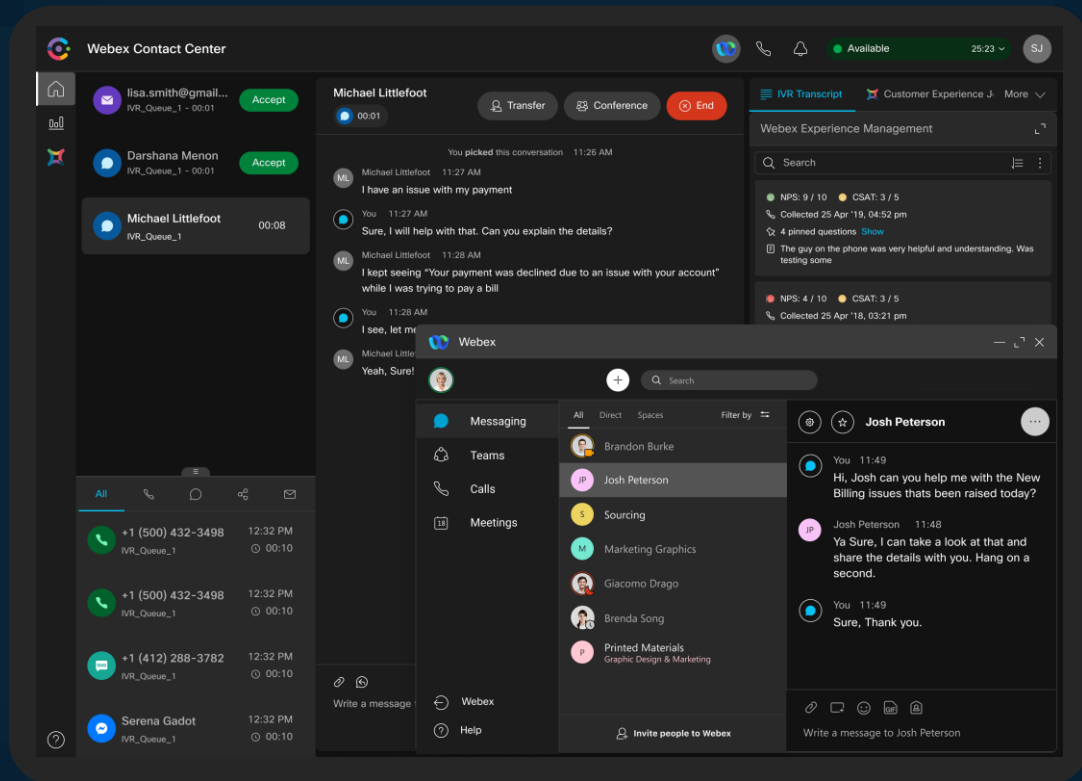 Webex Contact Center
Available
25:23
SJ
lisa.smith@gmail...
IVR_Queue_1 - 00:01
Accept
Darshana Menon
IVR_Queue_1 - 00:01
Accept
Michael Littlefoot
IVR_Queue_1
00:08
All
+1 (500) 432-3498
12:32 PM
IVR_Queue_1
00:10
+1 (500) 432-3498
12:32 PM
IVR_Queue_1
00:10
+1 (412) 288-3782
12:32 PM
IVR_Queue_1
00:10
Serena Gadot
12:32 PM
IVR_Queue_1
00:10
Michael Littlefoot
00:01
Transfer
Conference
End
You picked this conversation 11:26 AM
ML
Michael Littlefoot 11:27 AM
I have an issue with my payment
You 11:27 AM
Sure, I will help with that. Can you explain the details?
ML
Michael Littlefoot 11:28 AM
I kept seeing “Your payment was declined due to an issue with your account”
while I was trying to pay a bill
You 11:28 AM
I see, let me
ML
Michael Little
Yeah, Sure!
Write a message
IVR Transcript
Customer Experience J
More
Webex Experience Management
Search
NPS: 9 / 10 CSAT: 3 / 5
Collected 25 Apr '19, 04:52 pm
4 pinned questions Show
The guy on the phone was very helpful and understanding. Was
testing some
NPS: 4 / 10 CSAT: 3 / 5
Collected 25 Apr '18, 03:21 pm
Webex
Search
Messaging
Teams
Calls
18
Meetings
Webex
Help
All
Direct
Spaces
Filter by
Brandon Burke
JP
Josh Peterson
S
Sourcing
M
Marketing Graphics
Giacomo Drago
Brenda Song
P
Printed Materials
Graphic Design & Marketing
Invite people to Webex
Josh Peterson
You 11:49
Hi, Josh can you help me with the New
Billing issues thats been raised today?
JP
Josh Peterson 11:48
Ya Sure, I can take a look at that and
share the details with you. Hang on a
second.
You 11:49
Sure, Thank you.
GIF
Write a message to Josh Peterson